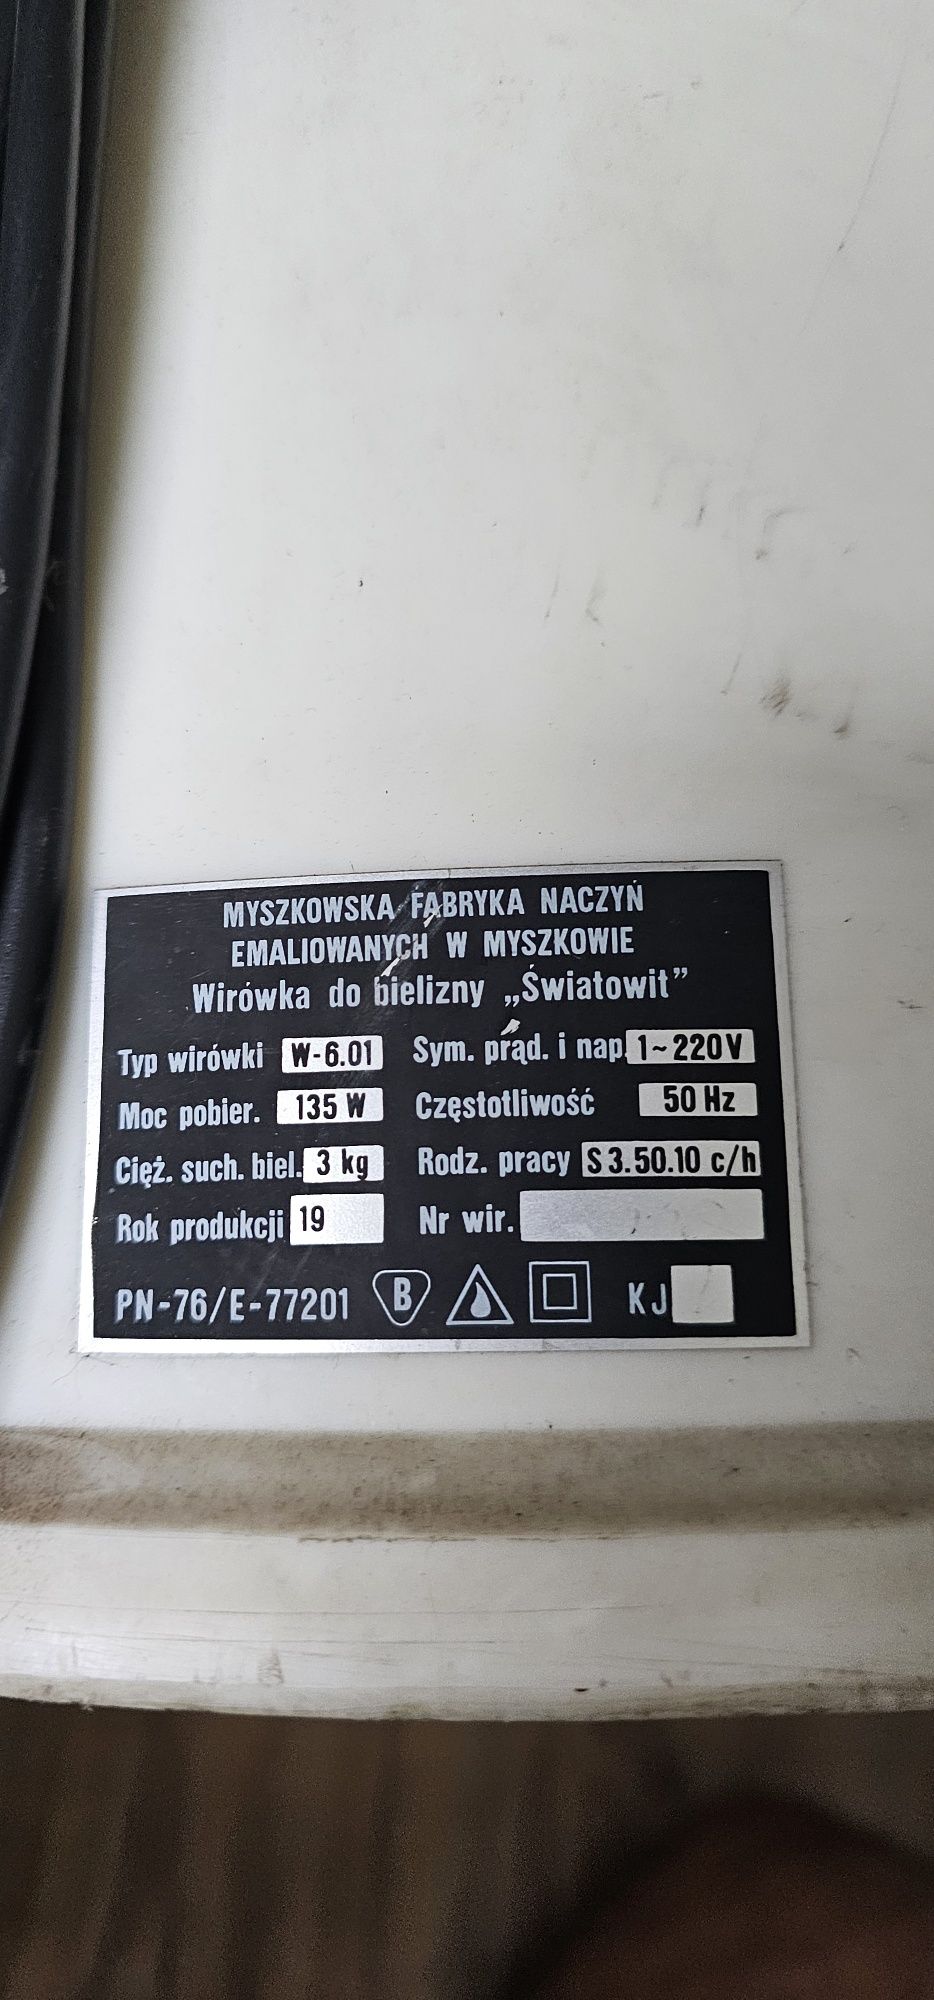 MYSZKOWSKA FABRYKA NACZYŃ
EMALIOWANYCH W MYSZKOWIE
Wirówka do bielizny „Światowit”
Typ wirówki W-6.01 Sym. prąd. i nap. 1~220V
Moc pobier. 135 W Częstotliwość 50 Hz
Cięż. such. biel. 3 kg Rodz. pracy S3.50.10 c/h
Rok produkcji 19 Nr wir.
PN-76/E-77201 B KJ